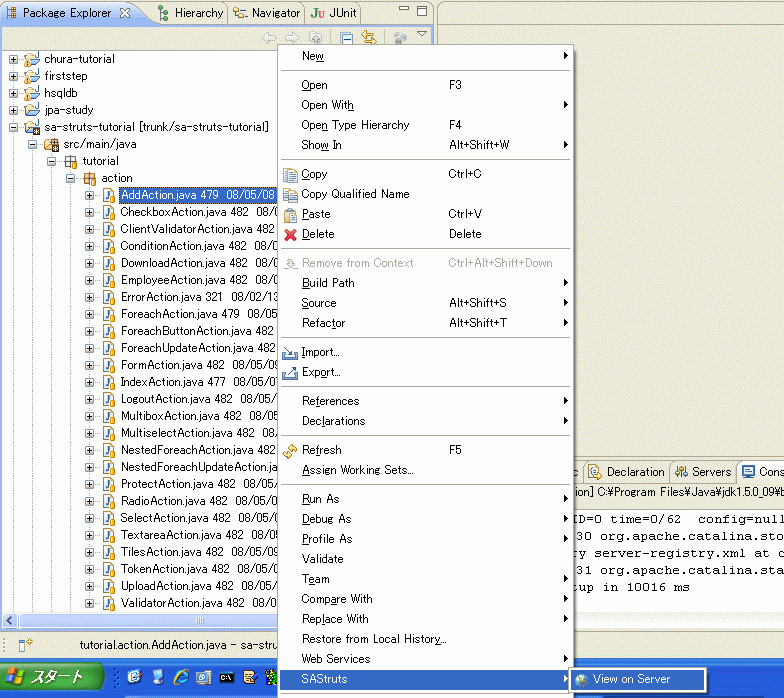 Package Explorer
Hierarchy
Navigator
JUnit
chura-tutorial
firststep
hsqldb
jpa-study
sa-struts-tutorial [trunk/sa-struts-tutorial]
src/main/java
tutorial
action
AddAction.java 479 08/05/08
CheckboxAction.java 482 08/0
ClientValidatorAction.java 482
ConditionAction.java 482 08/
DownloadAction.java 482 08/
EmployeeAction.java 482 08/0
ErrorAction.java 321 08/02/13
ForeachAction.java 479 08/05
ForeachButtonAction.java 482
ForeachUpdateAction.java 482
FormAction.java 482 08/05/09
IndexAction.java 477 08/05/0
LogoutAction.java 482 08/05/
MultiboxAction.java 482 08/0
MultiselectAction.java 482 08/
NestedForeachAction.java 482
NestedForeachUpdateAction.ja
ProtectAction.java 482 08/05
RadioAction.java 482 08/05/
SelectAction.java 482 08/05/
TextareaAction.java 482 08/0
TilesAction.java 482 08/05/09
TokenAction.java 482 08/05/
UploadAction.java 482 08/05/
ValidatorAction.java 482 08/0
New
Open F3
Open With
Open Type Hierarchy F4
Show In Alt+Shift+W
Copy Ctrl+C
Copy Qualified Name
Paste Ctrl+V
Delete Delete
Remove from Context Ctrl+Alt+Shift+Down
Build Path
Source Alt+Shift+S
Refactor Alt+Shift+T
Import...
Export...
References
Declarations
Refresh F5
Assign Working Sets...
Run As
Debug As
Profile As
Validate
Team
Compare With
Replace With
Restore from Local History...
Web Services
SAStruts
View on Server
Declaration
Servers
Cons
ion] C:¥Program Files¥Java¥jdk1.5.0_09¥b
ID=0 time=0/62 config=null
30 org.apache.catalina.sto
ry server-registry.xml at c
31 org.apache.catalina.sta
tup in 10016 ms
tutorial.action.AddAction.java - sa-stru
スタート